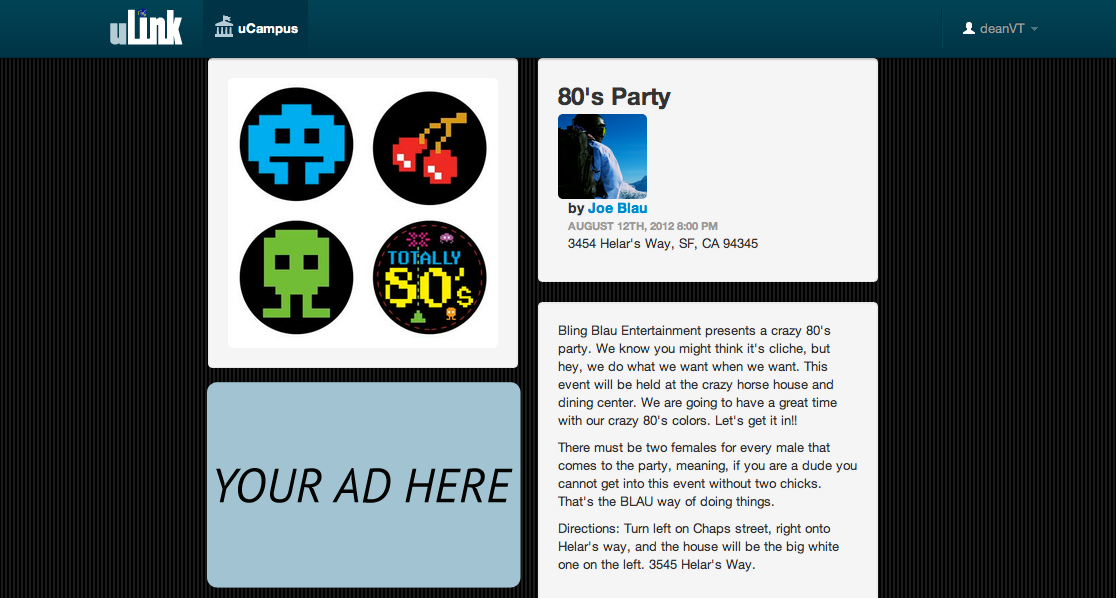 uLink
uCampus
deanVT
TOTALLY
80's
YOUR AD HERE
80's Party
by Joe Blau
AUGUST 12TH, 2012 8:00 PM
3454 Helar's Way, SF, CA 94345
Bling Blau Entertainment presents a crazy 80's
party. We know you might think it's cliche, but
hey, we do what we want when we want. This
event will be held at the crazy horse house and
dining center. We are going to have a great time
with our crazy 80's colors. Let's get it in!!
There must be two females for every male that
comes to the party, meaning, if you are a dude you
cannot get into this event without two chicks.
That's the BLAU way of doing things.
Directions: Turn left on Chaps street, right onto
Helar's way, and the house will be the big white
one on the left. 3545 Helar's Way.